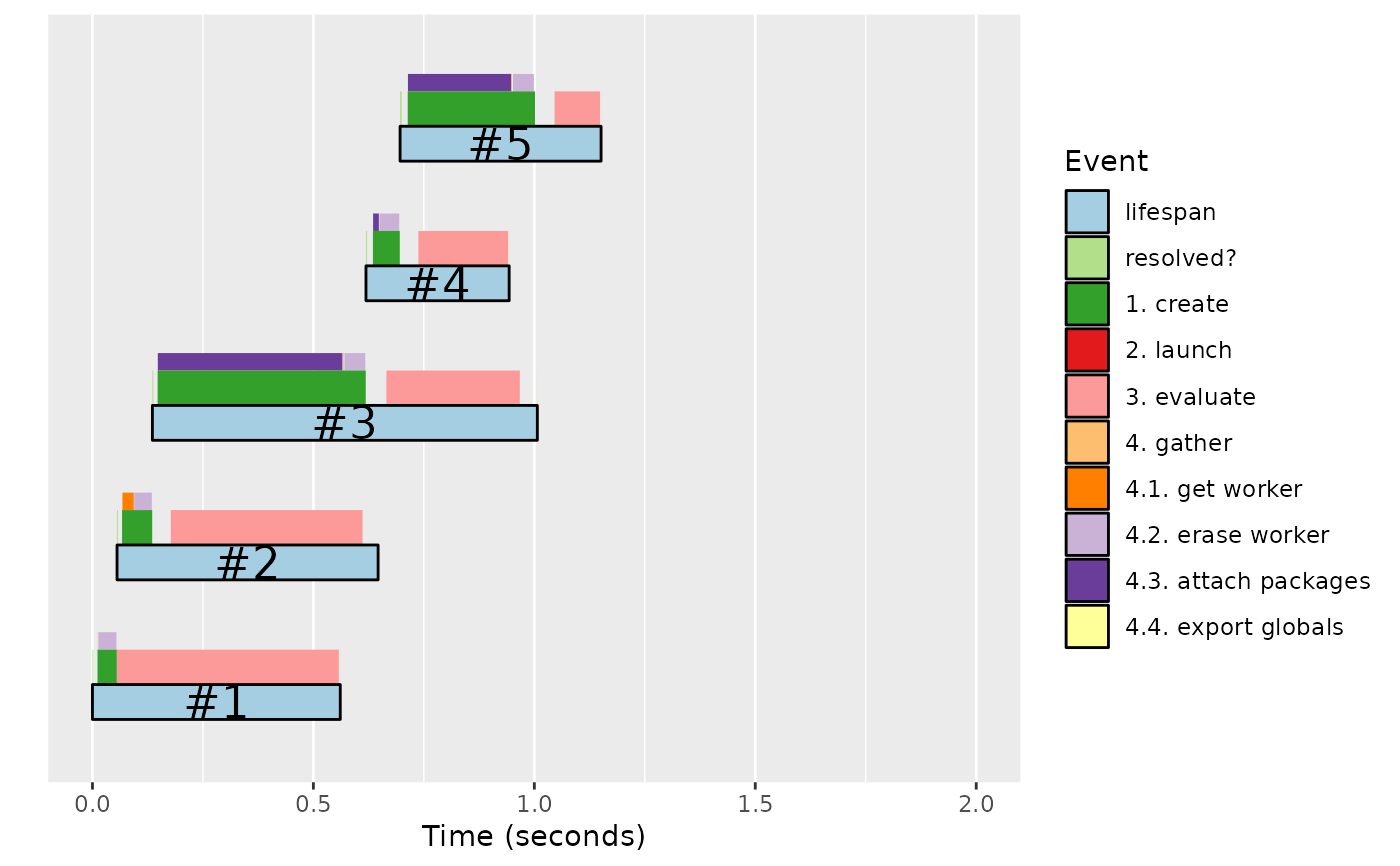 #5
#4
#3
#2
#1
0.0 0.5 1.0 1.5 2.0
Time (seconds)
Event
lifespan
resolved?
1. create
2. launch
3. evaluate
4. gather
4.1. get worker
4.2. erase worker
4.3. attach packages
4.4. export globals